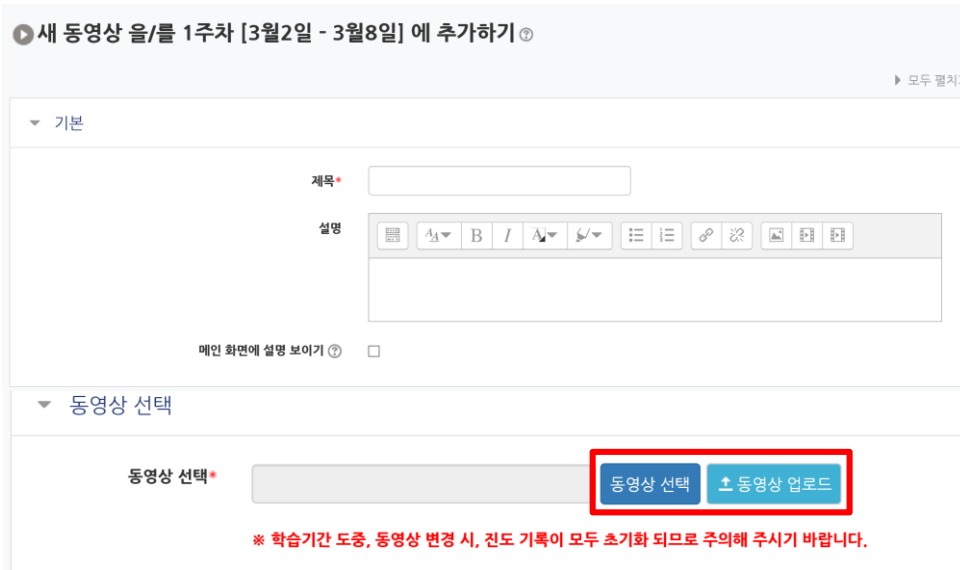 새 동영상 을/를 1주차 [3월2일 - 3월8일] 에 추가하기
모두 펼치
기본
제목*
설명
메인 화면에 설명 보이기
동영상 선택
동영상 선택* 동영상 선택 동영상 업로드
※ 학습기간 도중, 동영상 변경 시, 진도 기록이 모두 초기화 되므로 주의해 주시기 바랍니다.